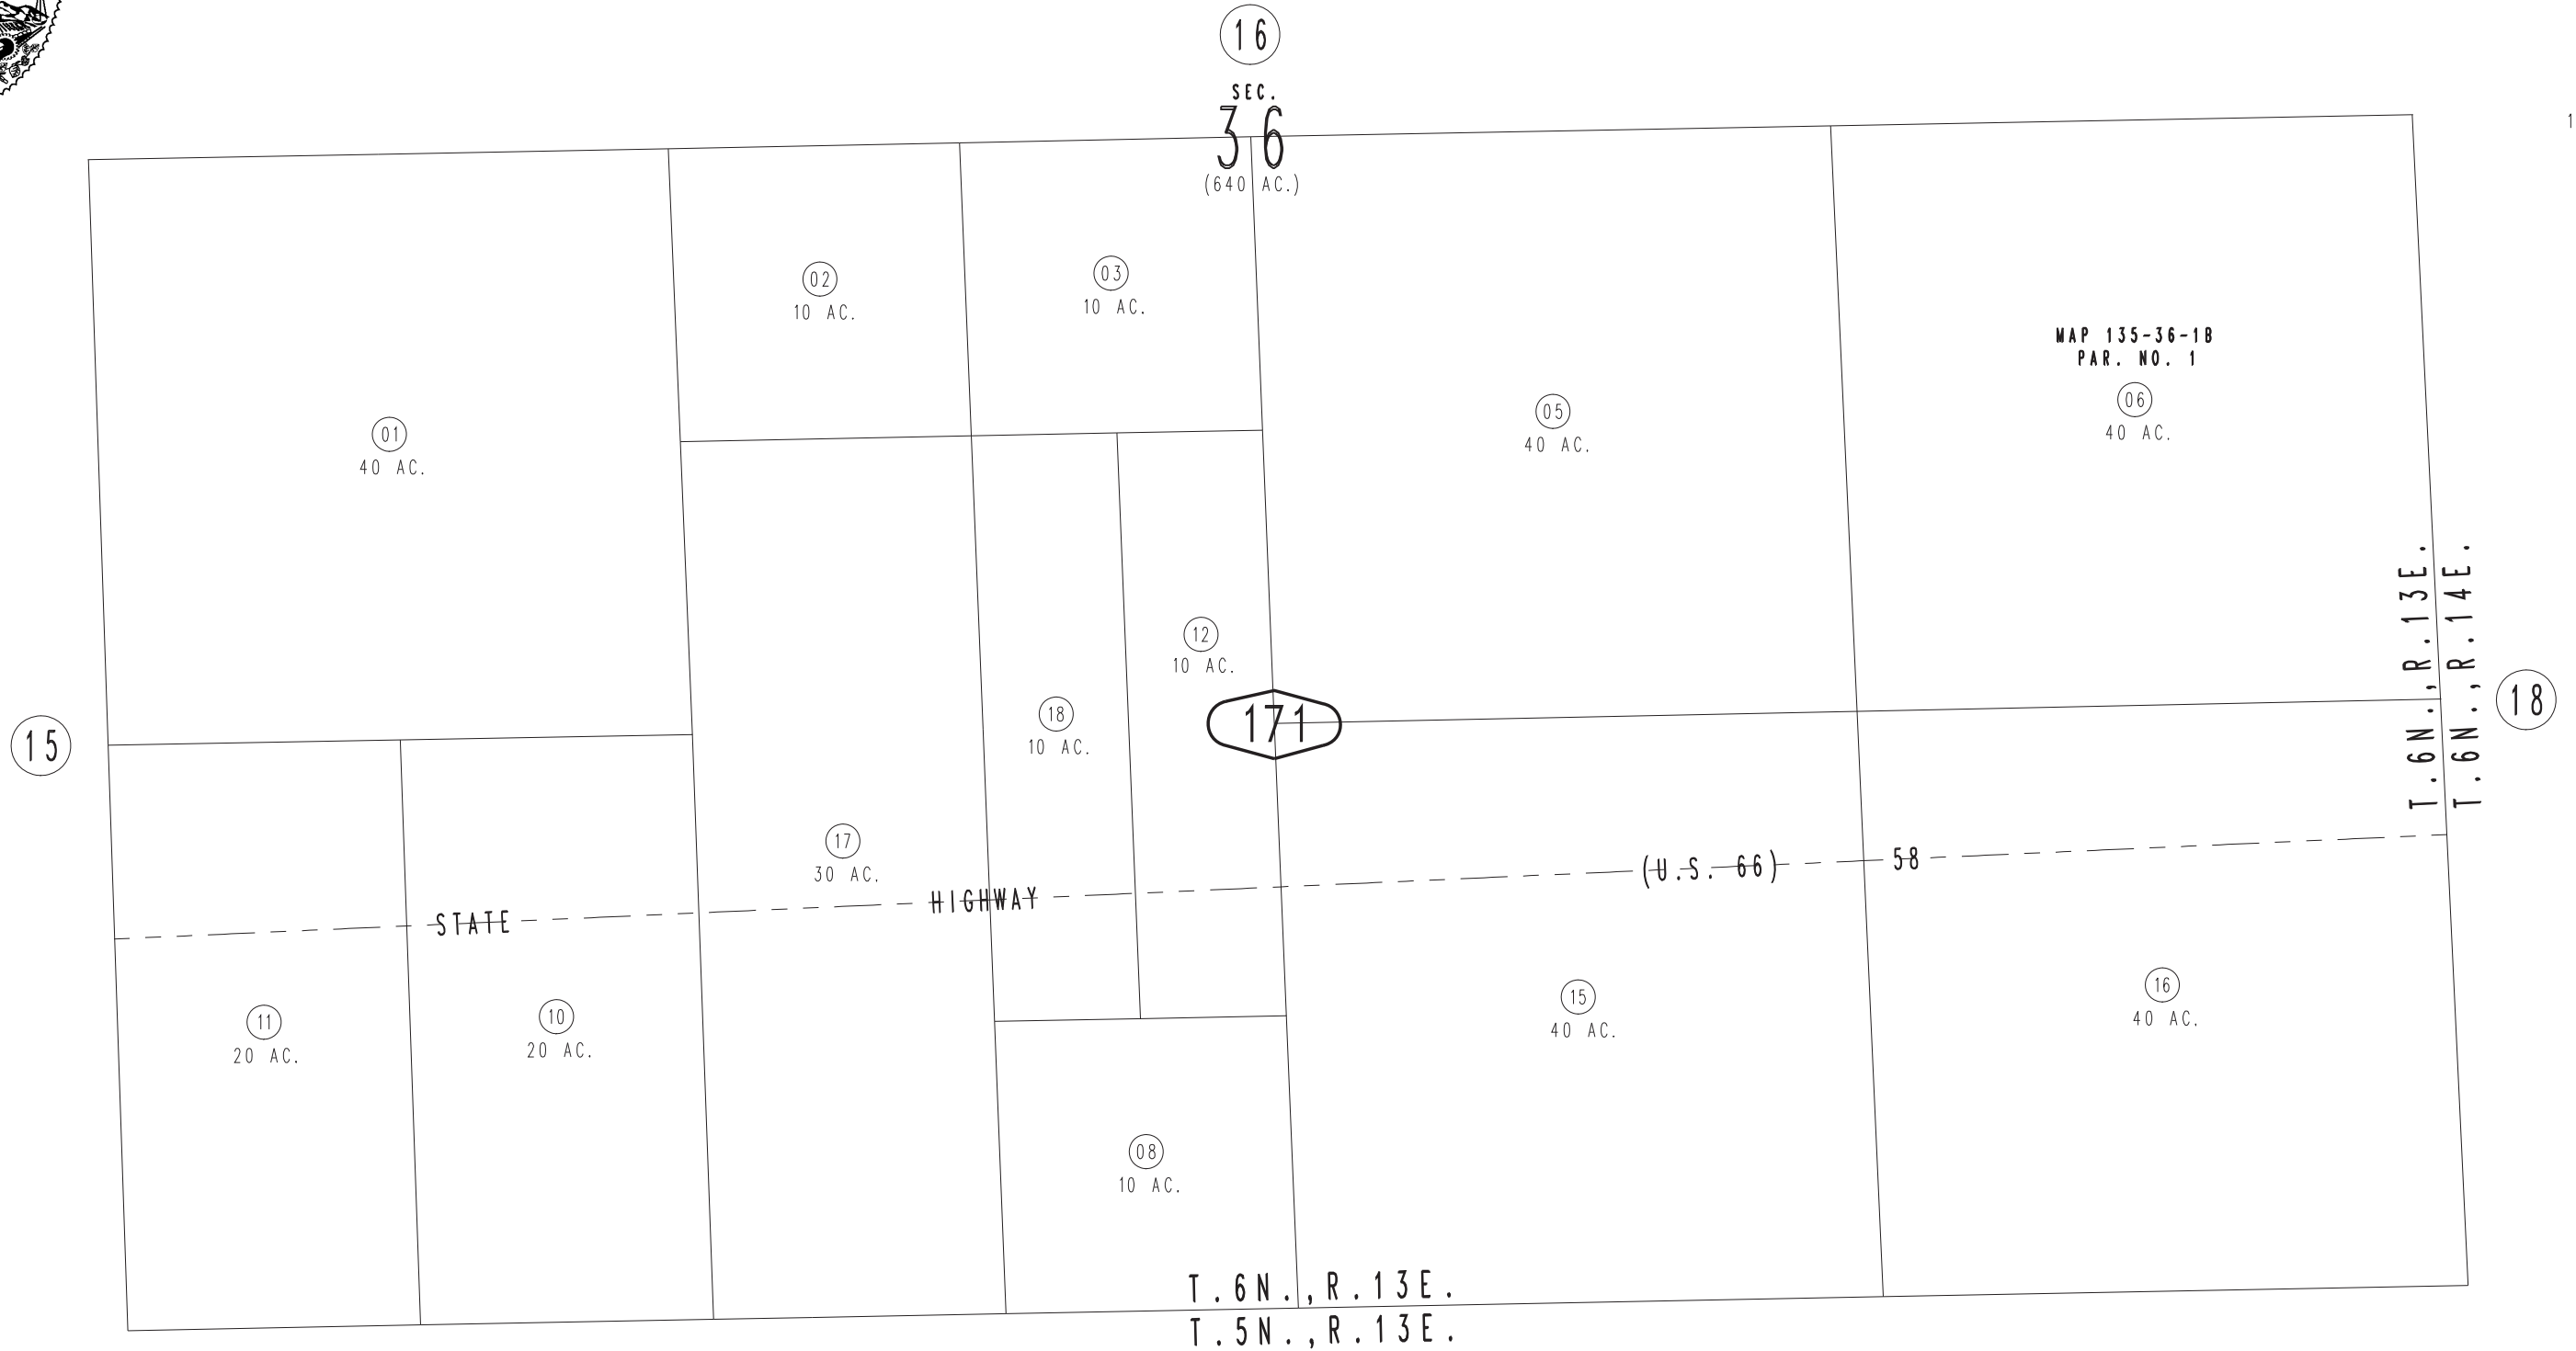 16
SEC.
36
(640 AC.)
1
02
10 AC.
03
10 AC.
MAP 135-36-1B
PAR. NO. 1
06
40 AC.
05
40 AC.
01
40 AC.
12
10 AC.
18
10 AC.
171
15
18
T.6N.,R.13E.
T.6N.,R.14E.
17
30 AC.
STATE HIGHWAY (U.S. 66) 58
11
20 AC.
10
20 AC.
15
40 AC.
16
40 AC.
08
10 AC.
T.6N.,R.13E.
T.5N.,R.13E.